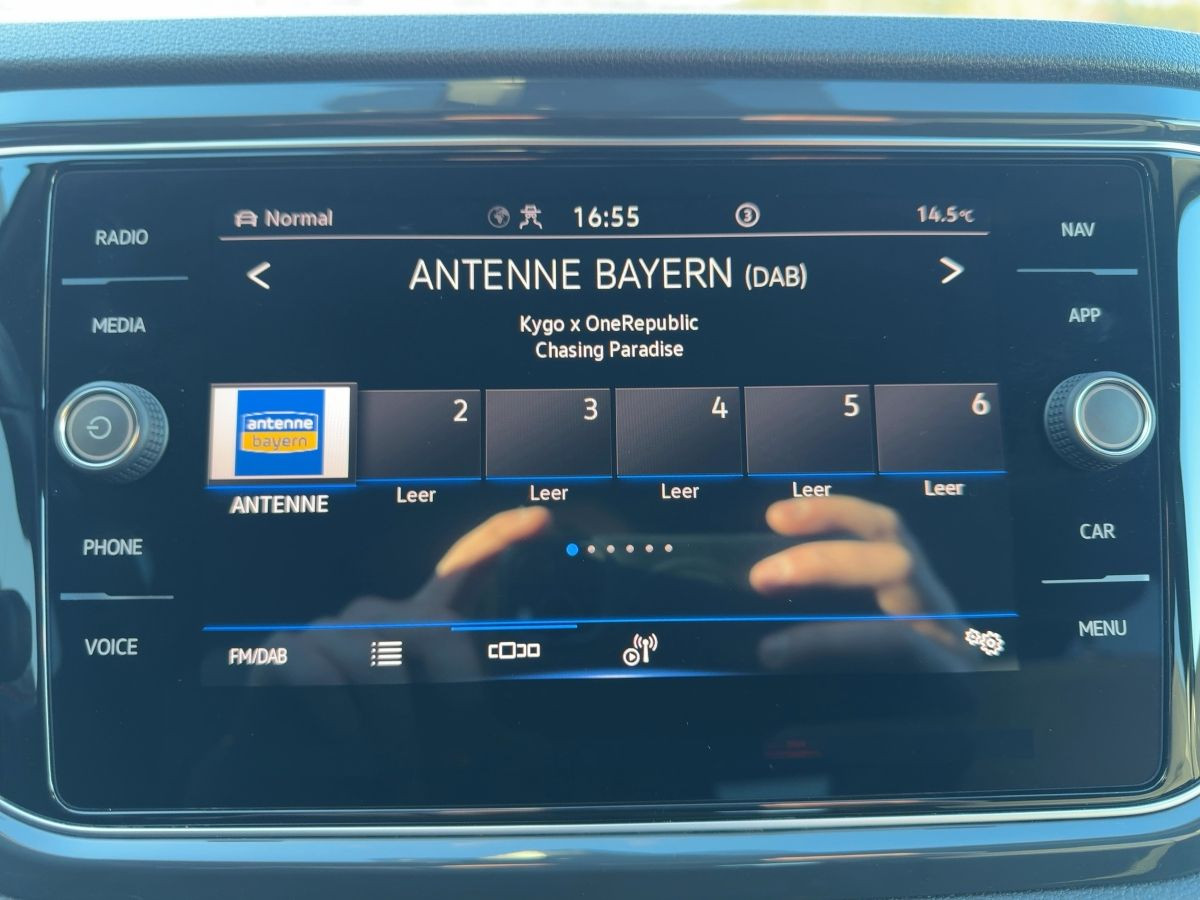 RADIO
MEDIA
PHONE
VOICE
Normal
16:55
3
14.5°C
ANTENNE BAYERN (DAB)
Kygo x OneRepublic
Chasing Paradise
antenne
bayern
2
3
4
5
6
ANTENNE
Leer
Leer
Leer
Leer
Leer
FM/DAB
NAV
APP
CAR
MENU